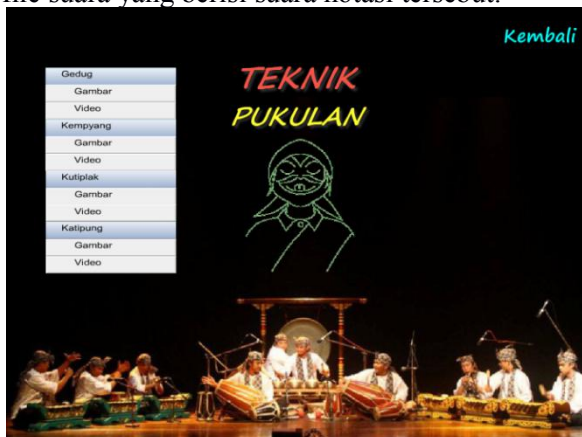 file suara yang berisi suara notasi tersebut.
Kembali
TEKNIK
PUKULAN
Gedug
Gambar
Video
Kempyang
Gambar
Video
Kutiplak
Gambar
Video
Katipung
Gambar
Video